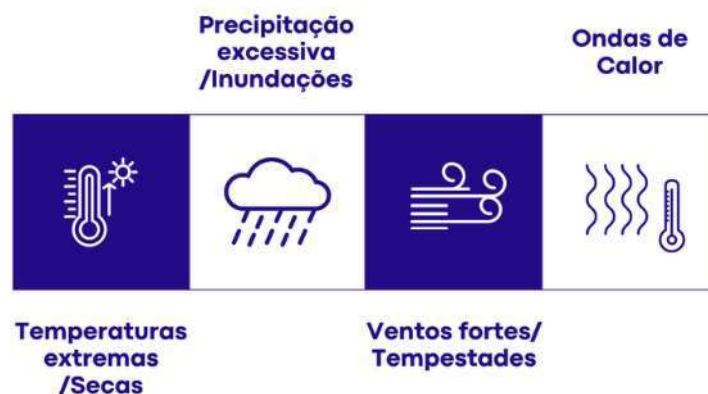 Precipitação
excessiva
/Inundações
Ondas de
Calor
Temperaturas
extremas
/Secas
Ventos fortes/
Tempestades